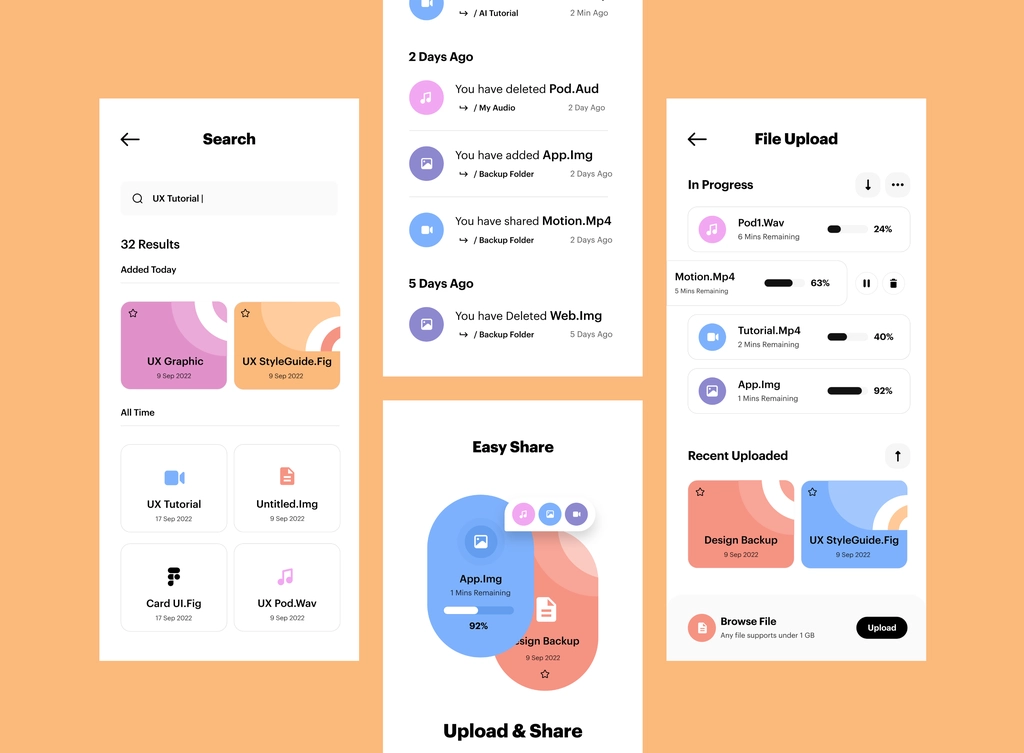 Search
UX Tutorial |
32 Results
Added Today
UX Graphic
9 Sep 2022
UX StyleGuide.Fig
9 Sep 2022
All Time
UX Tutorial
17 Sep 2022
Untitled.Img
9 Sep 2022
Card UI.Fig
17 Sep 2022
UX Pod.Wav
9 Sep 2022
/ AI Tutorial
2 Min Ago
2 Days Ago
You have deleted Pod.Aud
/ My Audio
2 Day Ago
You have added App.Img
/ Backup Folder
2 Days Ago
You have shared Motion.Mp4
/ Backup Folder
2 Days Ago
5 Days Ago
You have Deleted Web.Img
/ Backup Folder
5 Days Ago
Easy Share
App.Img
1 Mins Remaining
92%
sign Backup
9 Sep 2022
Upload & Share
File Upload
In Progress
Pod1.Wav
6 Mins Remaining
24%
Motion.Mp4
5 Mins Remaining
63%
Tutorial.Mp4
2 Mins Remaining
40%
App.Img
1 Mins Remaining
92%
Recent Uploaded
Design Backup
9 Sep 2022
UX StyleGuide.Fig
9 Sep 2022
Browse File
Any file supports under 1 GB
Upload